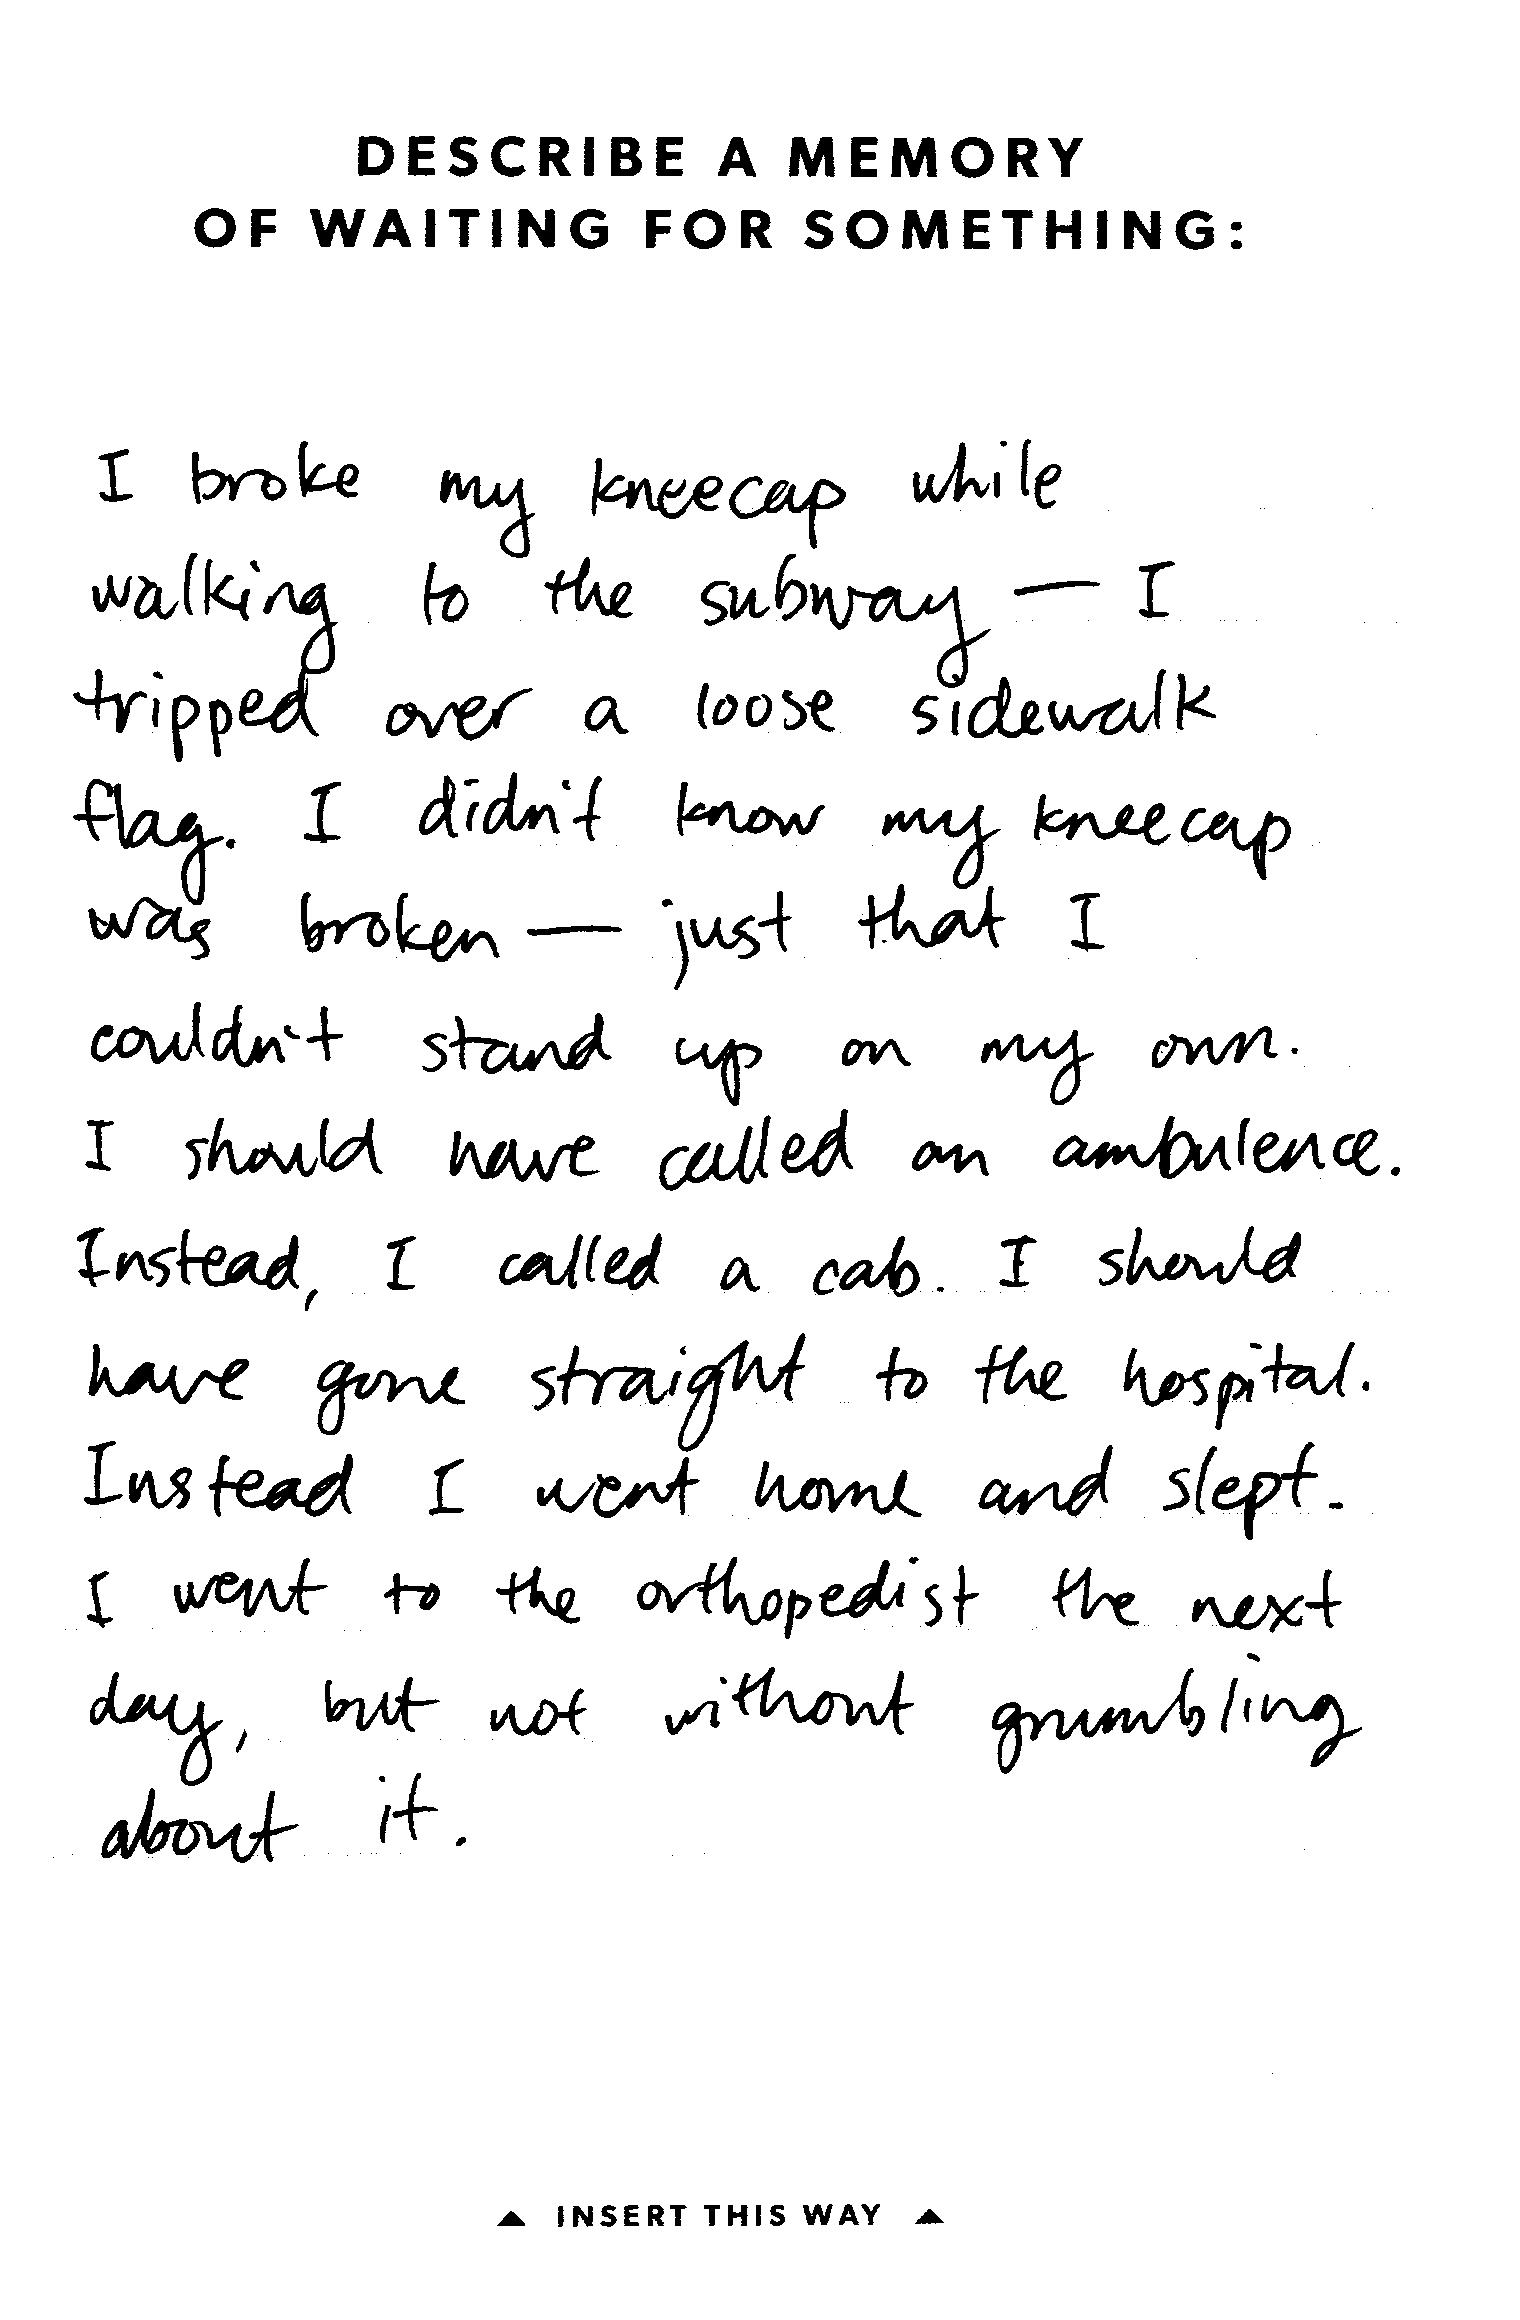 DESCRIBE A MEMORY
OF WAITING FOR SOMETHING:
I broke my kneecap while
walking to the subway — I
tripped over a loose sidewalk
flag. I didn't know my kneecap
was broken — just that I
couldn't stand up on my own.
I should have called an ambulence.
Instead, I called a cab. I should
have gone straight to the hospital.
Instead I went home and slept.
I went to the orthopedist the next
day, but not without grumbling
about it.
▲ INSERT THIS WAY ▲